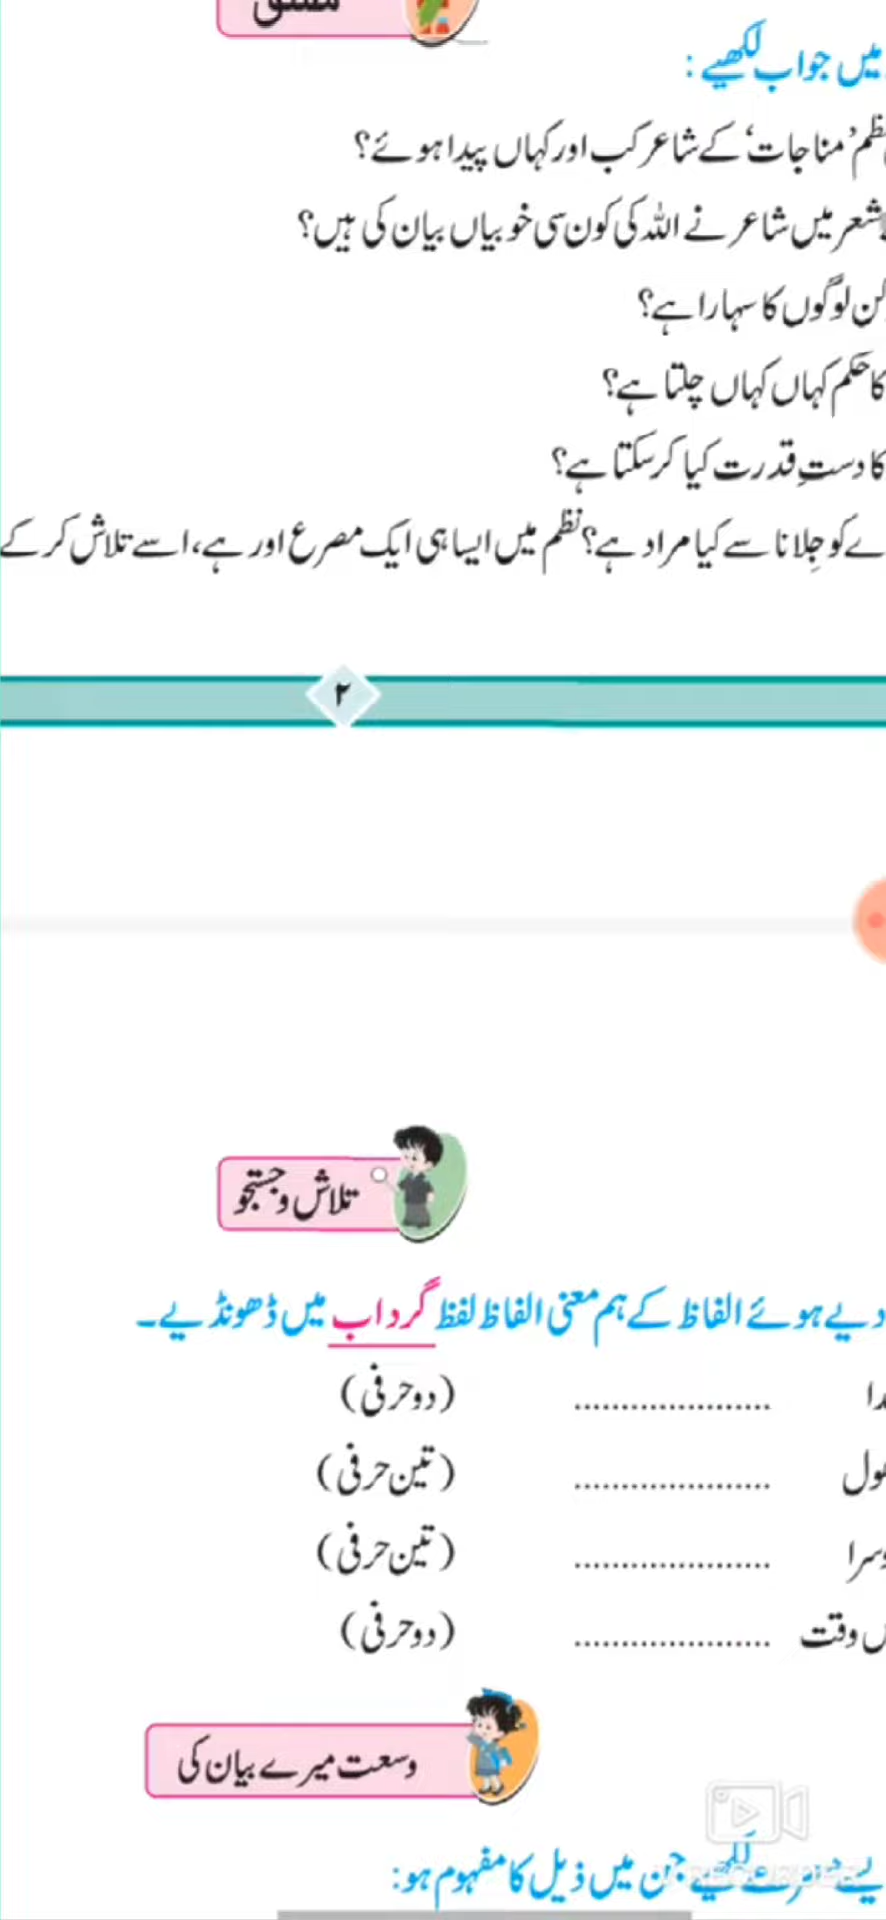 میں جواب لکھیے :
نظم ’مناجات‘ کے شاعر کب اور کہاں پیدا ہوئے؟
شعر میں شاعر نے اللہ کی کون سی خوبیاں بیان کی ہیں؟
کن لوگوں کا سہارا ہے؟
کا حکم کہاں کہاں چلتا ہے؟
کا دستِ قدرت کیا کر سکتا ہے؟
کو جِلانا سے کیا مراد ہے؟ نظم میں ایسا ہی ایک مصرع اور ہے، اسے تلاش کر کے
۲
تلاش و جستجو
دیے ہوئے الفاظ کے ہم معنی الفاظ لفظ گرداب میں ڈھونڈیے۔
..................... (دو حرفی)
..................... (تین حرفی)
..................... (تین حرفی)
وقت ..................... (دو حرفی)
وسعت میرے بیان کی
لکھیے جن میں ذیل کا مفہوم ہو: